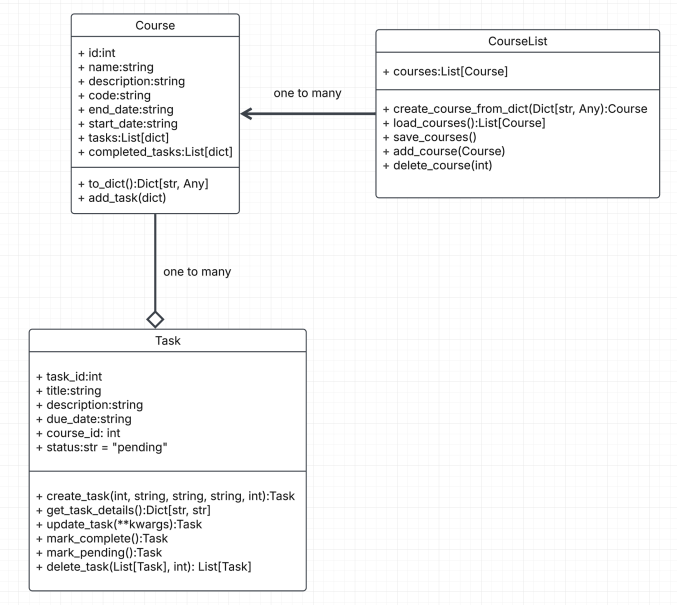 Course
+ id:int
+ name:string
+ description:string
+ code:string
+ end_date:string
+ start_date:string
+ tasks:List[dict]
+ completed_tasks:List[dict]
+ to_dict():Dict[str, Any]
+ add_task(dict)
one to many
CourseList
+ courses:List[Course]
+ create_course_from_dict(Dict[str, Any):Course
+ load_courses():List[Course]
+ save_courses()
+ add_course(Course)
+ delete_course(int)
one to many
Task
+ task_id:int
+ title:string
+ description:string
+ due_date:string
+ course_id: int
+ status:str = "pending"
+ create_task(int, string, string, string, int):Task
+ get_task_details():Dict[str, str]
+ update_task(**kwargs):Task
+ mark_complete():Task
+ mark_pending():Task
+ delete_task(List[Task], int): List[Task]